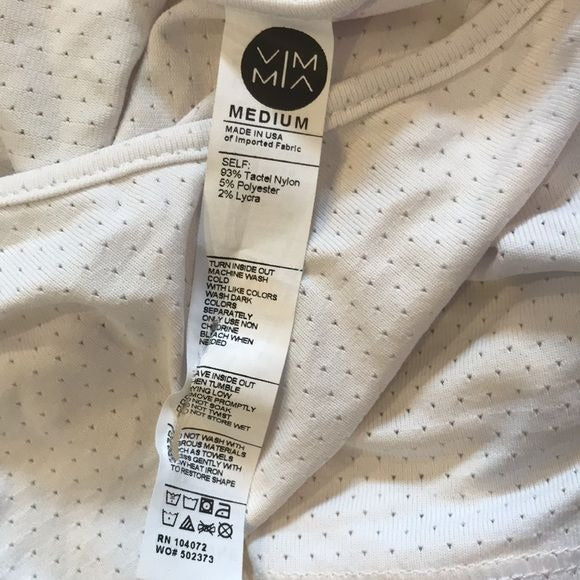 VIM
MIA
MEDIUM
MADE IN USA
of Imported Fabric
SELF:
93% Tactel Nylon
5% Polyester
2% Lycra
TURN INSIDE OUT
MACHINE WASH
COLD
WITH LIKE COLORS
WASH DARK
COLORS
SEPARATELY
ONLY USE NON
CHLORINE
BLEACH WHEN
NEEDED
INSIDE OUT
TUMBLE
LOW
PROMPTLY
NOT SOAK
NOT TWIST
NOT STORE WET
NOT WASH WITH
MATERIALS
AS TOWELS
GENTLY WITH
HEAT IRON
TO RESTORE SHAPE
RN 104072
WO# 502373